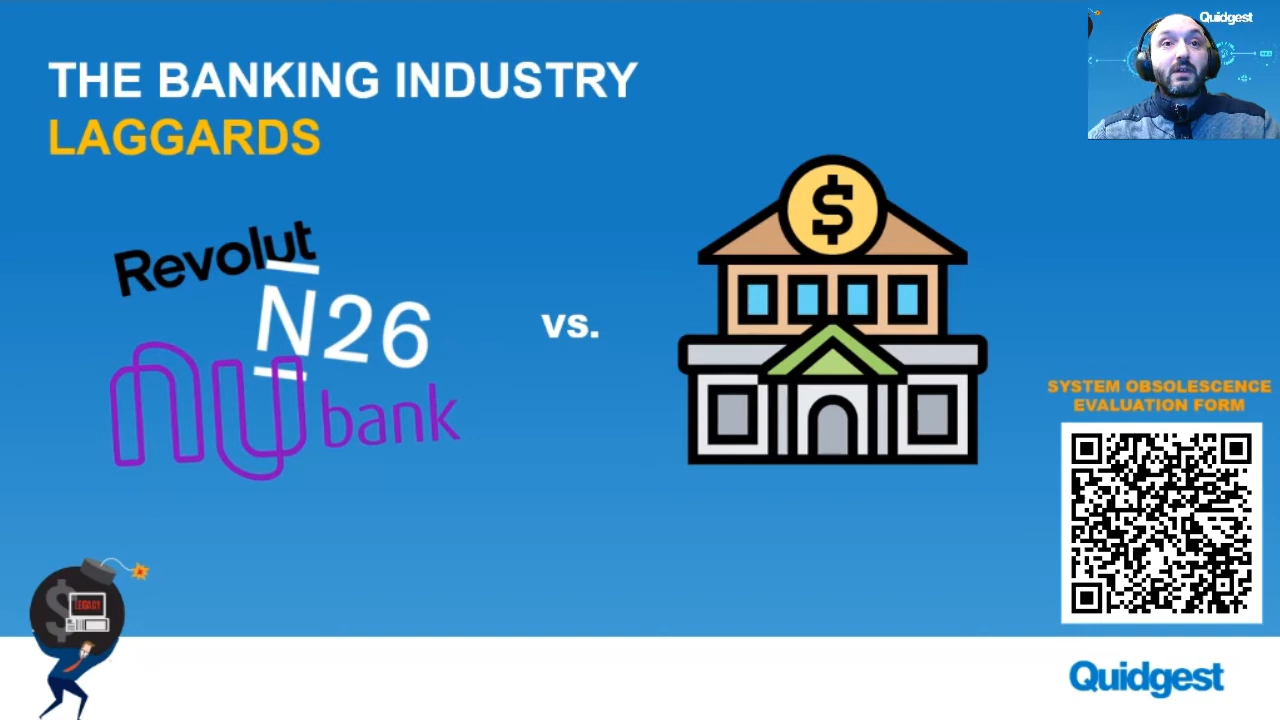 Quidgest
THE BANKING INDUSTRY
LAGGARDS
Revolut
N26
nu bank
vs.
$
SYSTEM OBSOLESCENCE
EVALUATION FORM
$
LEGACY
Quidgest